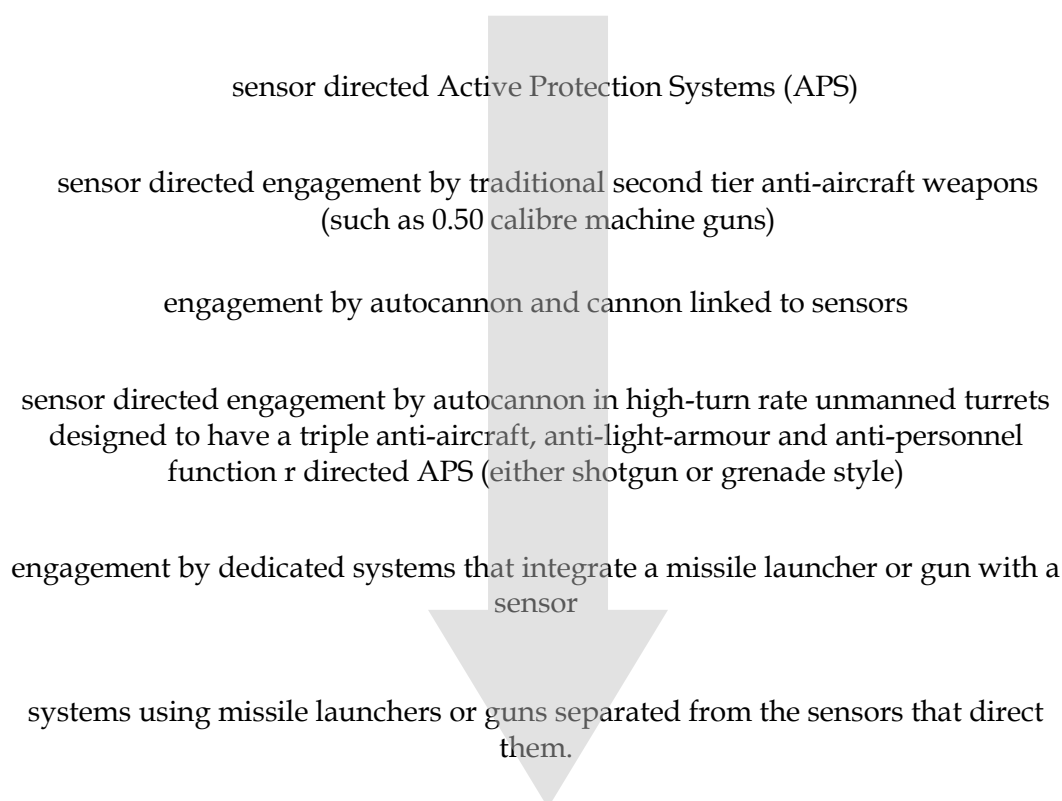 sensor directed Active Protection Systems (APS)
sensor directed engagement by traditional second tier anti-aircraft weapons
(such as 0.50 calibre machine guns)
engagement by autocannon and cannon linked to sensors
sensor directed engagement by autocannon in high-turn rate unmanned turrets
designed to have a triple anti-aircraft, anti-light-armour and anti-personnel
function r directed APS (either shotgun or grenade style)
engagement by dedicated systems that integrate a missile launcher or gun with a
sensor
systems using missile launchers or guns separated from the sensors that direct
them.